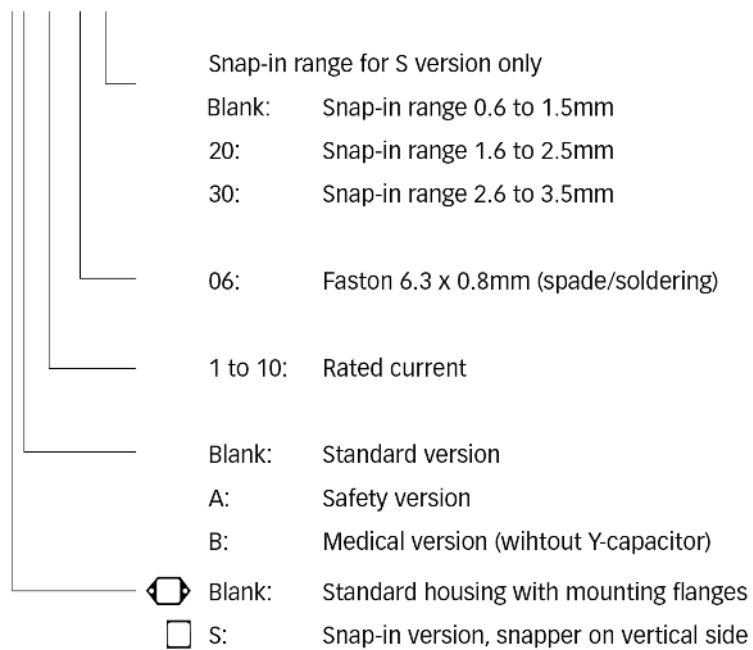 Snap-in range for S version only
Blank: Snap-in range 0.6 to 1.5mm
20: Snap-in range 1.6 to 2.5mm
30: Snap-in range 2.6 to 3.5mm
06: Faston 6.3 x 0.8mm (spade/soldering)
1 to 10: Rated current
Blank: Standard version
A: Safety version
B: Medical version (wihtout Y-capacitor)
Blank: Standard housing with mounting flanges
S: Snap-in version, snapper on vertical side